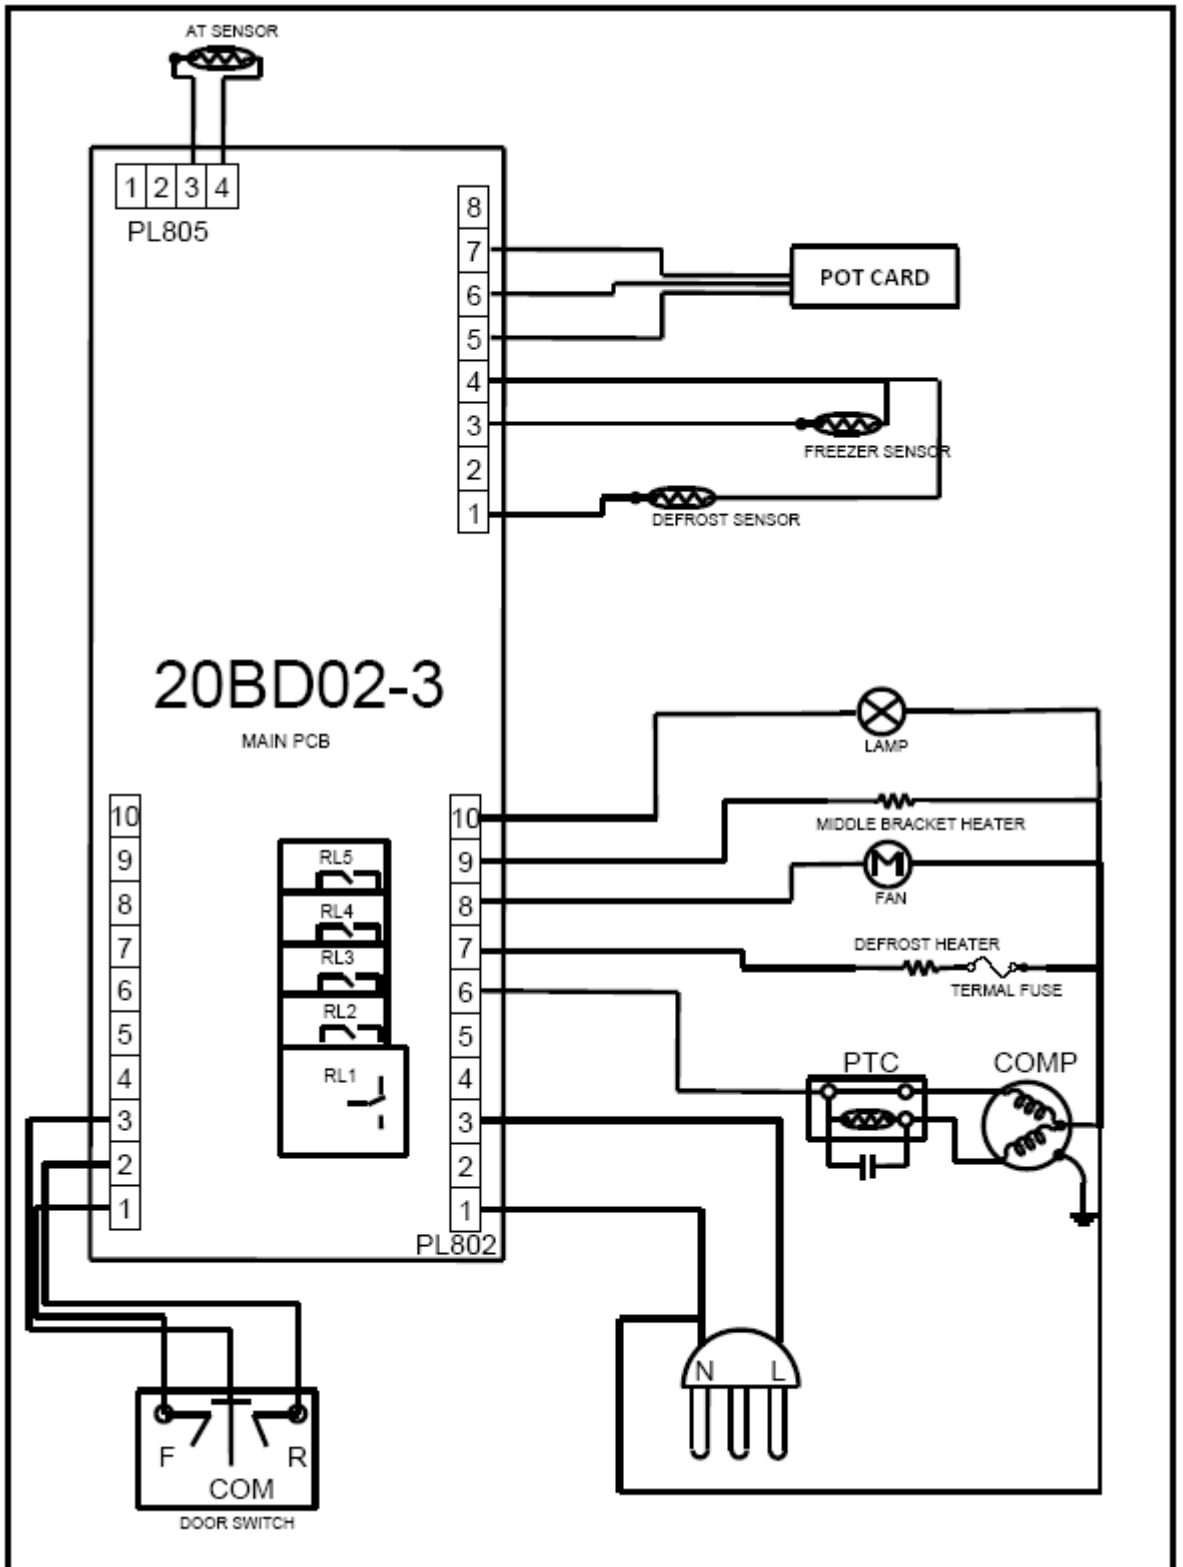 AT SENSOR
1 2 3 4
PL805
8
7
6
5
4
3
2
1
POT CARD
FREEZER SENSOR
DEFROST SENSOR
20BD02-3
MAIN PCB
LAMP
MIDDLE BRACKET HEATER
FAN
DEFROST HEATER
TERMAL FUSE
PTC
COMP
10
9
8
7
6
5
4
3
2
1
RL5
RL4
RL3
RL2
RL1
10
9
8
7
6
5
4
3
2
1
PL802
N L
F R
COM
DOOR SWITCH